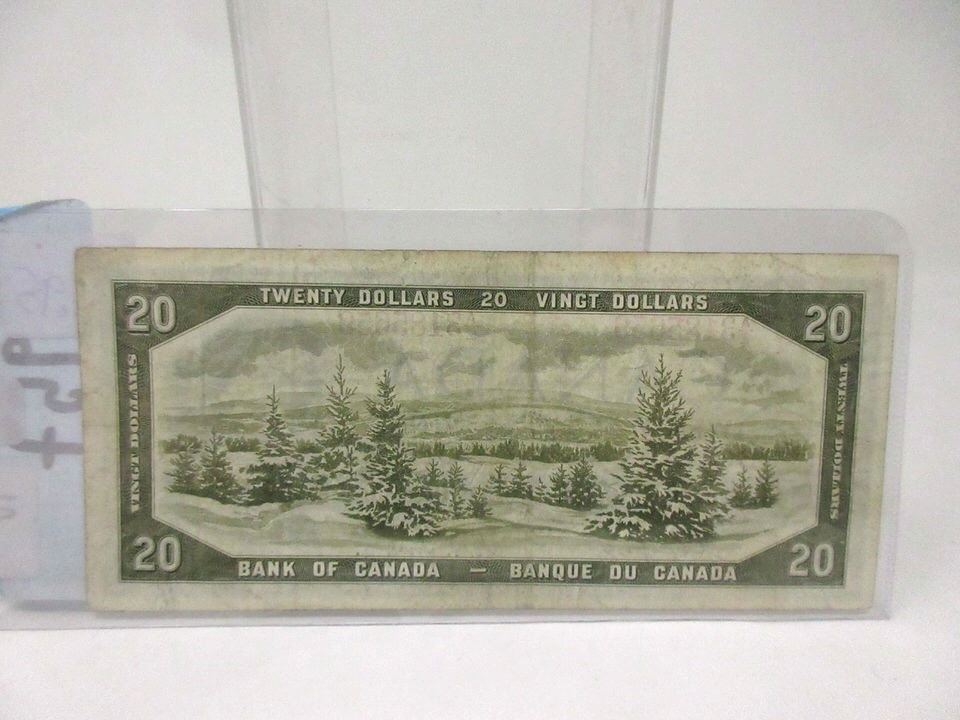 20 TWENTY DOLLARS 20 VINGT DOLLARS 20
VINGT DOLLARS
TWENTY DOLLARS
20 BANK OF CANADA — BANQUE DU CANADA 20